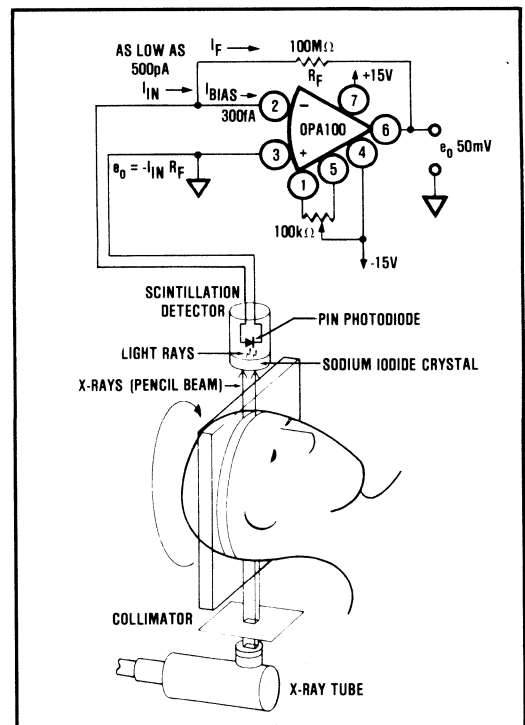 AS LOW AS
500pA
I_F
100MΩ
R_F
+15V
I_IN
I_BIAS
300fA
2
−
7
OPA100
6
3
+
4
e_o = -I_IN R_F
1
5
e_o 50mV
100kΩ
-15V
SCINTILLATION
DETECTOR
PIN PHOTODIODE
LIGHT RAYS
SODIUM IODIDE CRYSTAL
X-RAYS (PENCIL BEAM)
COLLIMATOR
X-RAY TUBE